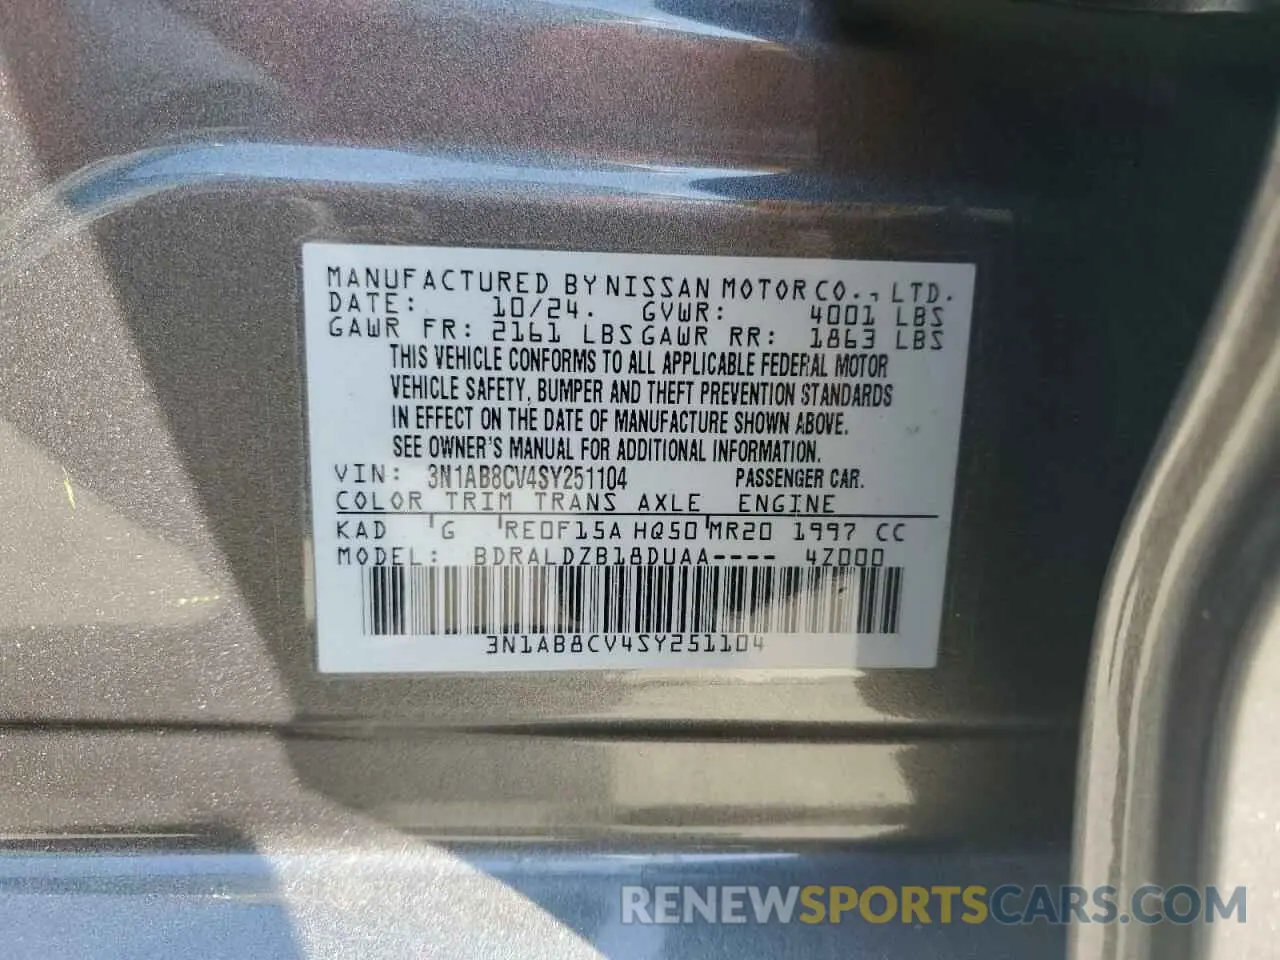 MANUFACTURED BY NISSAN MOTOR CO., LTD.
DATE: 10/24. GVWR: 4001 LBS
GAWR FR: 2161 LBS GAWR RR: 1863 LBS
THIS VEHICLE CONFORMS TO ALL APPLICABLE FEDERAL MOTOR
VEHICLE SAFETY, BUMPER AND THEFT PREVENTION STANDARDS
IN EFFECT ON THE DATE OF MANUFACTURE SHOWN ABOVE.
SEE OWNER'S MANUAL FOR ADDITIONAL INFORMATION.
VIN: 3N1AB8CV4SY251104 PASSENGER CAR.
COLOR TRIM TRANS AXLE ENGINE
KAD G RE0F15A HQ50 MR20 1997 CC
MODEL: BDRALDZB18DUAA---- 4Z000
3N1AB8CV4SY251104
RENEWSPORTSCARS.COM